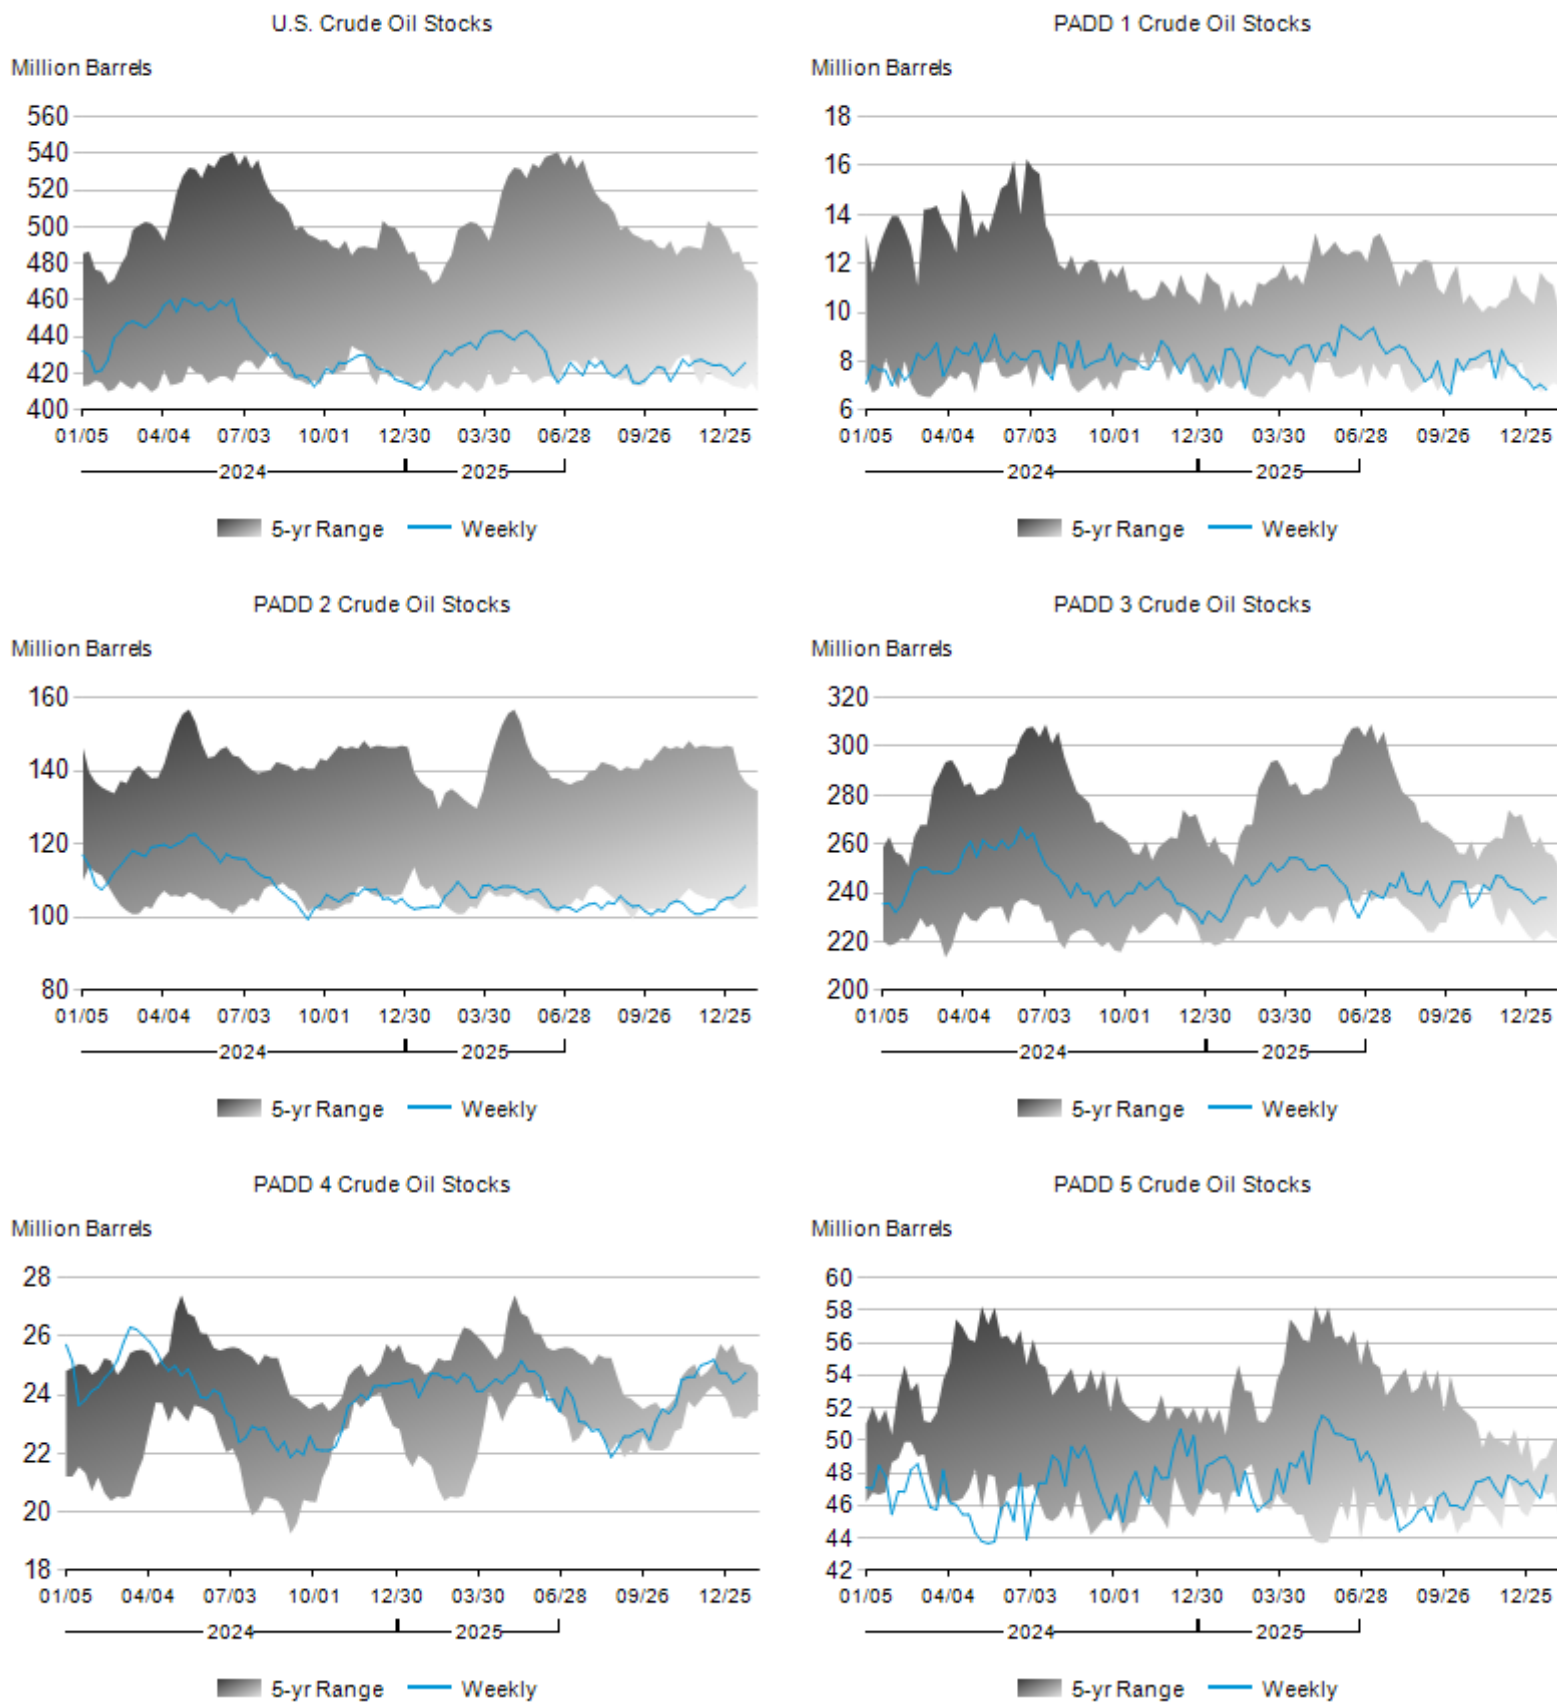 U.S. Crude Oil Stocks
Million Barrels
560
540
520
500
480
460
440
420
400
01/05 04/04 07/03 10/01 12/30 03/30 06/28 09/26 12/25
2024 2025
5-yr Range Weekly
PADD 1 Crude Oil Stocks
Million Barrels
18
16
14
12
10
8
6
01/05 04/04 07/03 10/01 12/30 03/30 06/28 09/26 12/25
2024 2025
5-yr Range Weekly
PADD 2 Crude Oil Stocks
Million Barrels
160
140
120
100
80
01/05 04/04 07/03 10/01 12/30 03/30 06/28 09/26 12/25
2024 2025
5-yr Range Weekly
PADD 3 Crude Oil Stocks
Million Barrels
320
300
280
260
240
220
200
01/05 04/04 07/03 10/01 12/30 03/30 06/28 09/26 12/25
2024 2025
5-yr Range Weekly
PADD 4 Crude Oil Stocks
Million Barrels
28
26
24
22
20
18
01/05 04/04 07/03 10/01 12/30 03/30 06/28 09/26 12/25
2024 2025
5-yr Range Weekly
PADD 5 Crude Oil Stocks
Million Barrels
60
58
56
54
52
50
48
46
44
42
01/05 04/04 07/03 10/01 12/30 03/30 06/28 09/26 12/25
2024 2025
5-yr Range Weekly